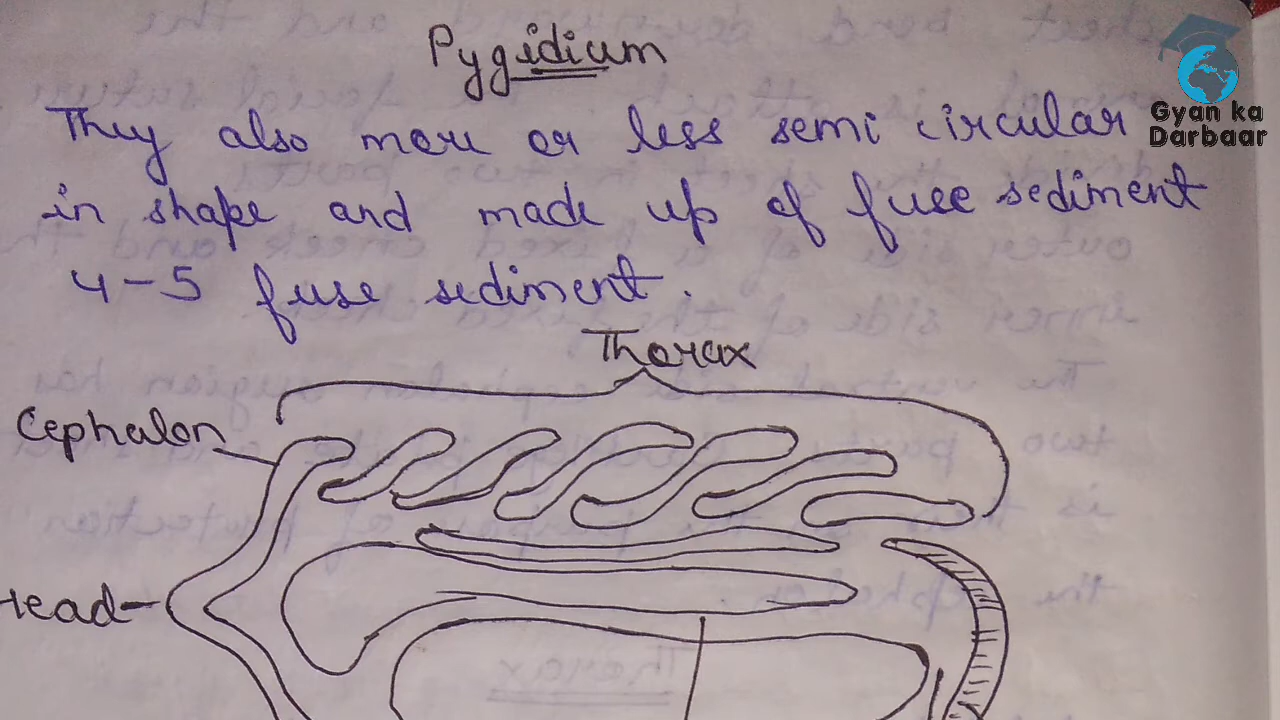 Pygidium
Gyan ka
Darbaar
They also more or less semi circular
in shape and made up of fuse sediment
4-5 fuse sediment.
Thorax
Cephalon
Head-